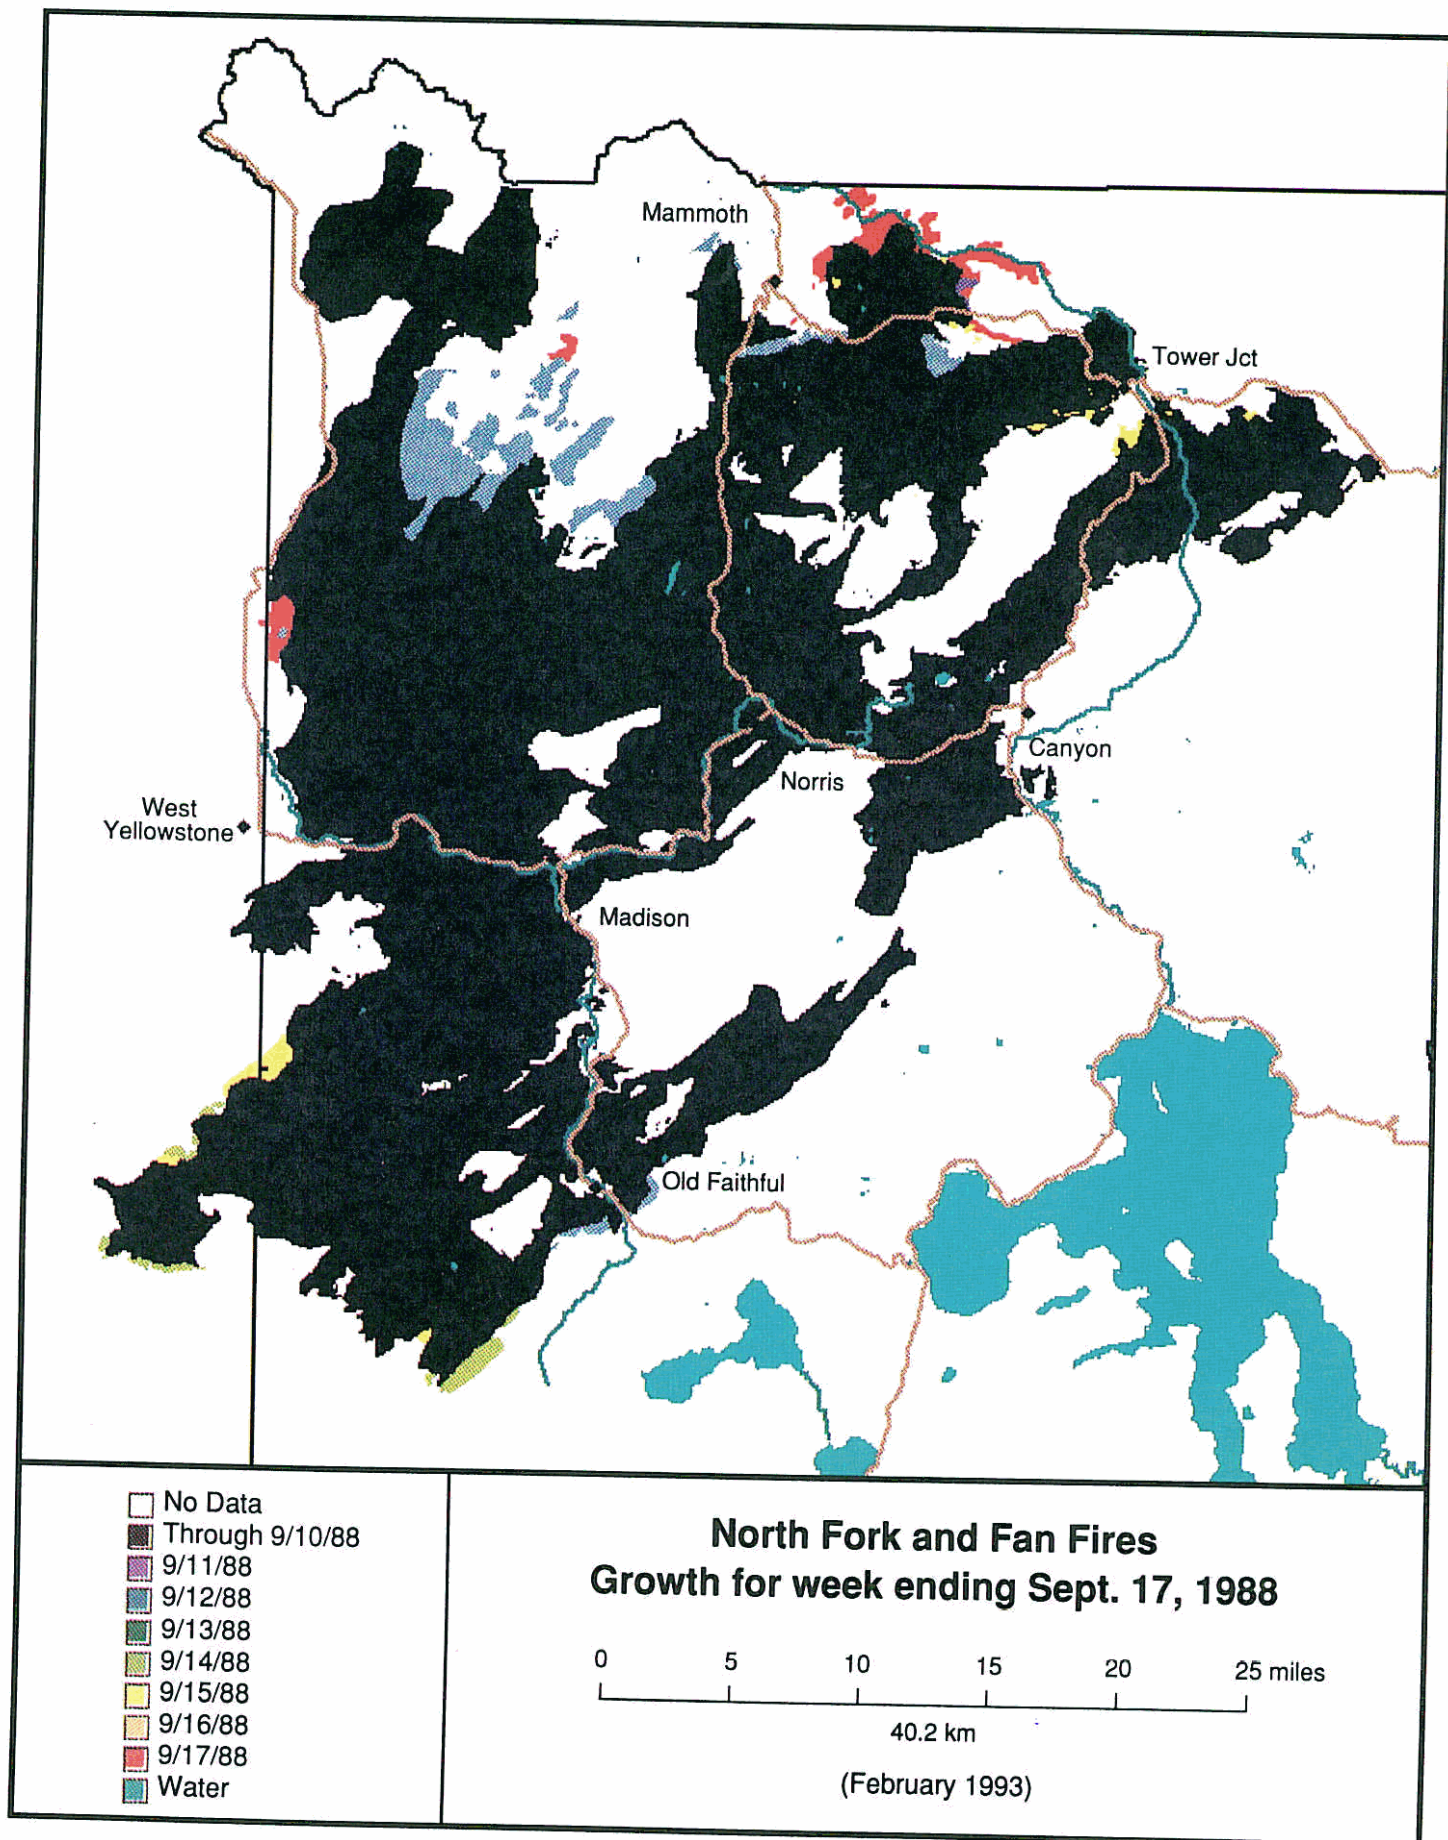 Mammoth
Tower Jct
Canyon
Norris
West
Yellowstone
Madison
Old Faithful
No Data
Through 9/10/88
9/11/88
9/12/88
9/13/88
9/14/88
9/15/88
9/16/88
9/17/88
Water
North Fork and Fan Fires
Growth for week ending Sept. 17, 1988
0 5 10 15 20 25 miles
40.2 km
(February 1993)